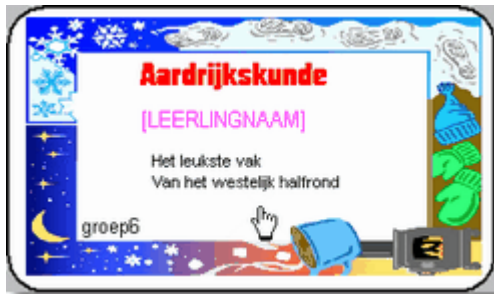 Aardrijkskunde
[LEERLINGNAAM]
Het leukste vak
Van het westelijk halfrond
groep6